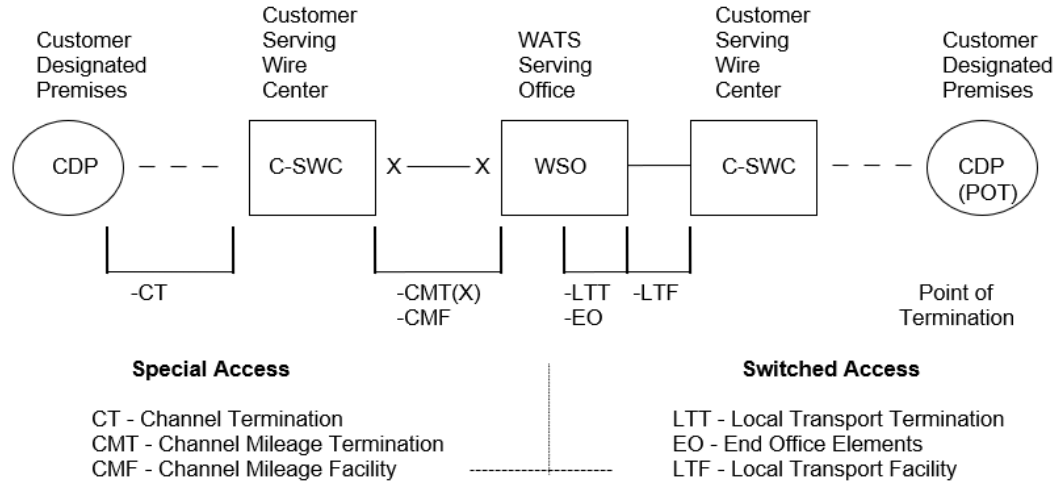 Customer
Designated
Premises
Customer
Serving
Wire
Center
WATS
Serving
Office
Customer
Serving
Wire
Center
Customer
Designated
Premises
CDP
C-SWC
X
X
WSO
C-SWC
CDP
(POT)
-CT
-CMT(X)
-CMF
-LTT
-EO
-LTF
Point of
Termination
Special Access
CT - Channel Termination
CMT - Channel Mileage Termination
CMF - Channel Mileage Facility
Switched Access
LTT - Local Transport Termination
EO - End Office Elements
LTF - Local Transport Facility